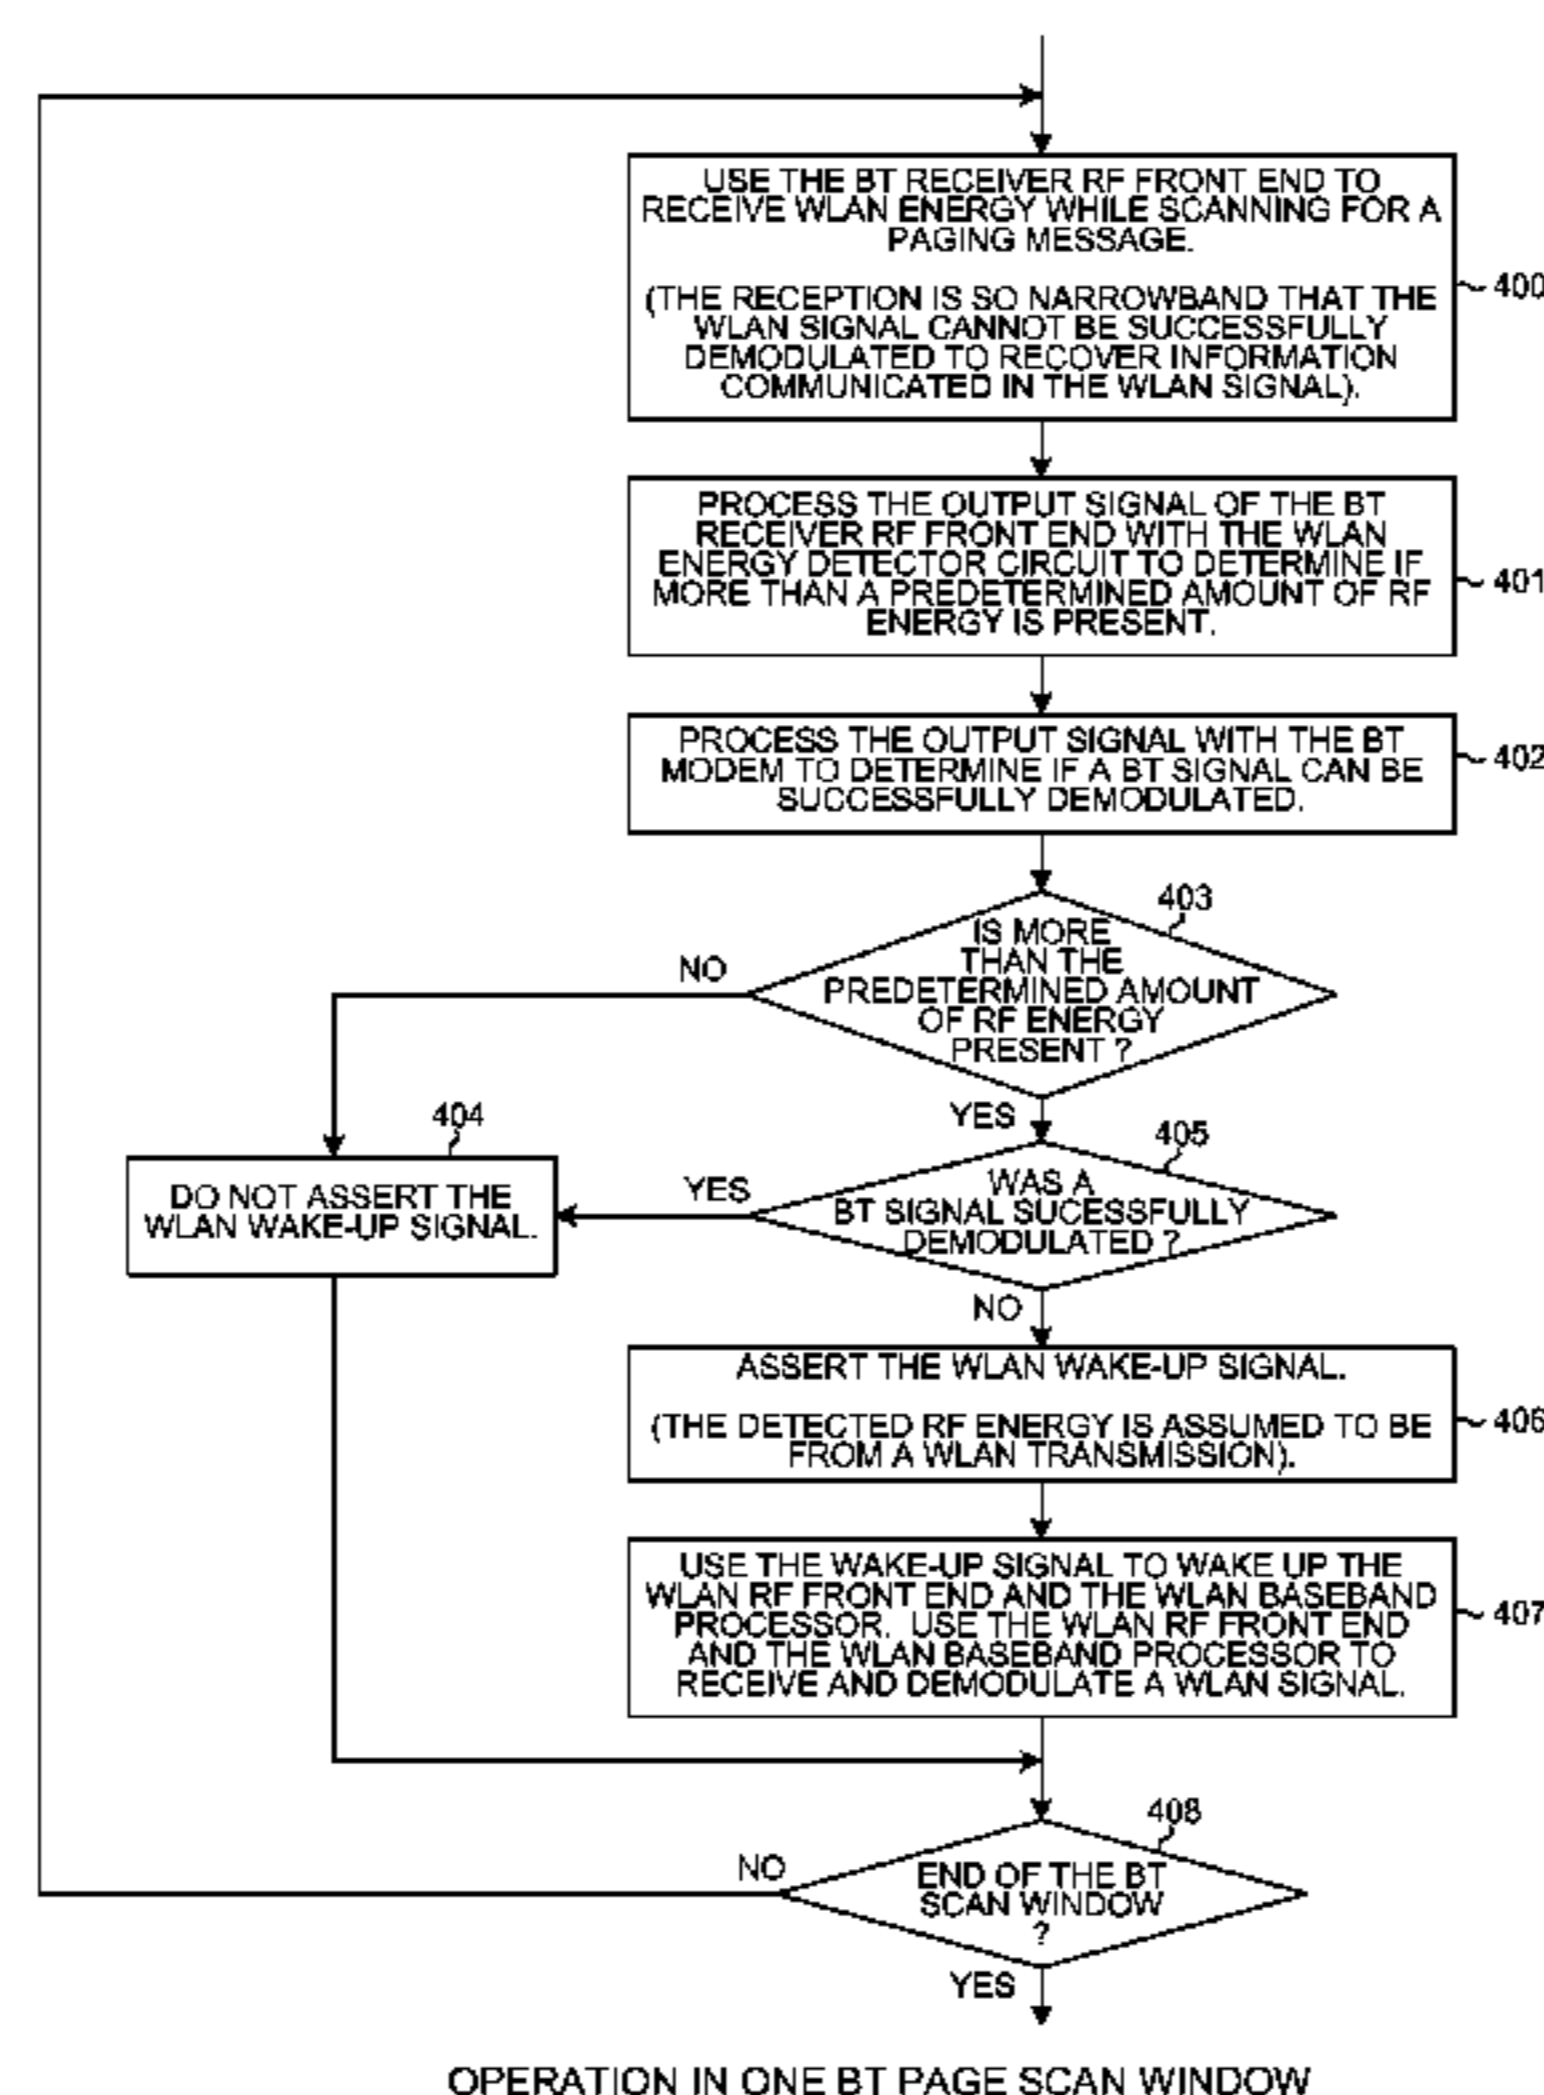 USE THE BT RECEIVER RF FRONT END TO
RECEIVE WLAN ENERGY WHILE SCANNING FOR A
PAGING MESSAGE.
(THE RECEPTION IS SO NARROWBAND THAT THE
WLAN SIGNAL CANNOT BE SUCCESSFULLY
DEMODULATED TO RECOVER INFORMATION
COMMUNICATED IN THE WLAN SIGNAL).
400
PROCESS THE OUTPUT SIGNAL OF THE BT
RECEIVER RF FRONT END WITH THE WLAN
ENERGY DETECTOR CIRCUIT TO DETERMINE IF
MORE THAN A PREDETERMINED AMOUNT OF RF
ENERGY IS PRESENT.
401
PROCESS THE OUTPUT SIGNAL WITH THE BT
MODEM TO DETERMINE IF A BT SIGNAL CAN BE
SUCCESSFULLY DEMODULATED.
402
403
IS MORE
THAN THE
PREDETERMINED AMOUNT
OF RF ENERGY
PRESENT ?
NO
YES
404
DO NOT ASSERT THE
WLAN WAKE-UP SIGNAL.
405
WAS A
BT SIGNAL SUCESSFULLY
DEMODULATED ?
YES
NO
ASSERT THE WLAN WAKE-UP SIGNAL.
(THE DETECTED RF ENERGY IS ASSUMED TO BE
FROM A WLAN TRANSMISSION).
406
USE THE WAKE-UP SIGNAL TO WAKE UP THE
WLAN RF FRONT END AND THE WLAN BASEBAND
PROCESSOR. USE THE WLAN RF FRONT END
AND THE WLAN BASEBAND PROCESSOR TO
RECEIVE AND DEMODULATE A WLAN SIGNAL.
407
408
END OF THE BT
SCAN WINDOW
?
NO
YES
OPERATION IN ONE BT PAGE SCAN WINDOW